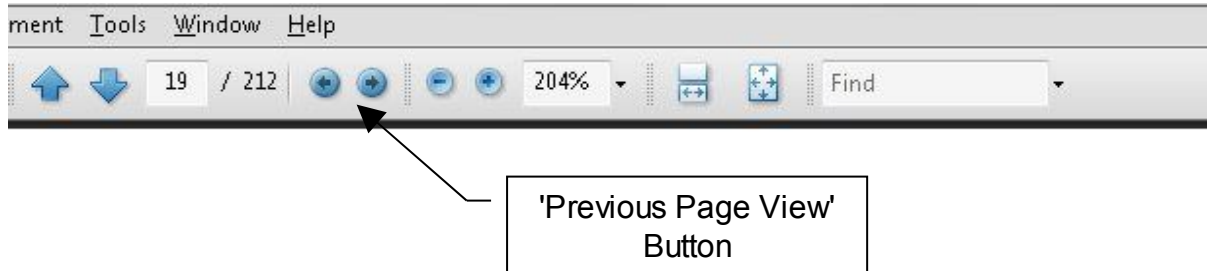 ment Tools Window Help
19 / 212 204% Find
'Previous Page View'
Button